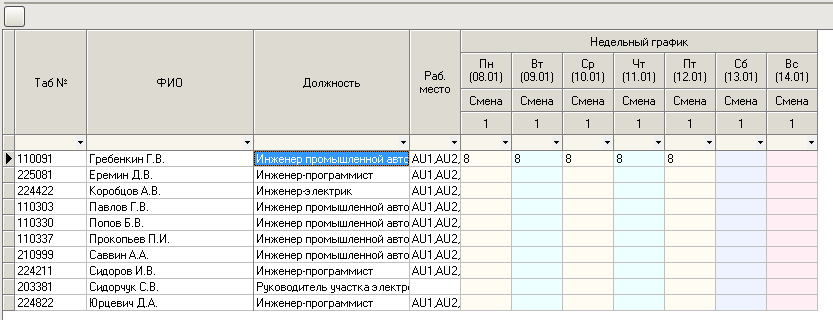 Недельный график
Таб № ФИО Должность Раб. место Пн (08.01) Вт (09.01) Ср (10.01) Чт (11.01) Пт (12.01) Сб (13.01) Вс (14.01)
Смена Смена Смена Смена Смена Смена Смена
1 1 1 1 1 1 1
110091 Гребенкин Г.В. Инженер промышленной авто AU1,AU2, 8 8 8 8 8
225081 Еремин Д.В. Инженер-программист AU1,AU2,
224422 Коробцов А.В. Инженер-электрик AU1,AU2,
110303 Павлов Г.В. Инженер промышленной авто AU1,AU2,
110330 Попов Б.В. Инженер промышленной авто AU1,AU2,
110337 Прокопьев П.И. Инженер промышленной авто AU1,AU2,
210999 Саввин А.А. Инженер промышленной авто AU1,AU2,
224211 Сидоров И.В. Инженер-программист AU1,AU2,
203381 Сидорчук С.В. Руководитель участка электро
224822 Юрцевич Д.А. Инженер-программист AU1,AU2,